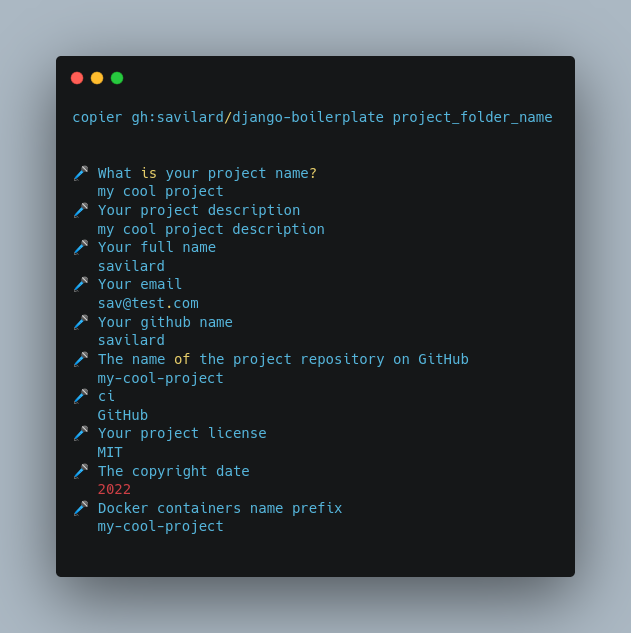 copier gh:savilard/django-boilerplate project_folder_name
🎤 What is your project name?
my cool project
🎤 Your project description
my cool project description
🎤 Your full name
savilard
🎤 Your email
sav@test.com
🎤 Your github name
savilard
🎤 The name of the project repository on GitHub
my-cool-project
🎤 ci
GitHub
🎤 Your project license
MIT
🎤 The copyright date
2022
🎤 Docker containers name prefix
my-cool-project